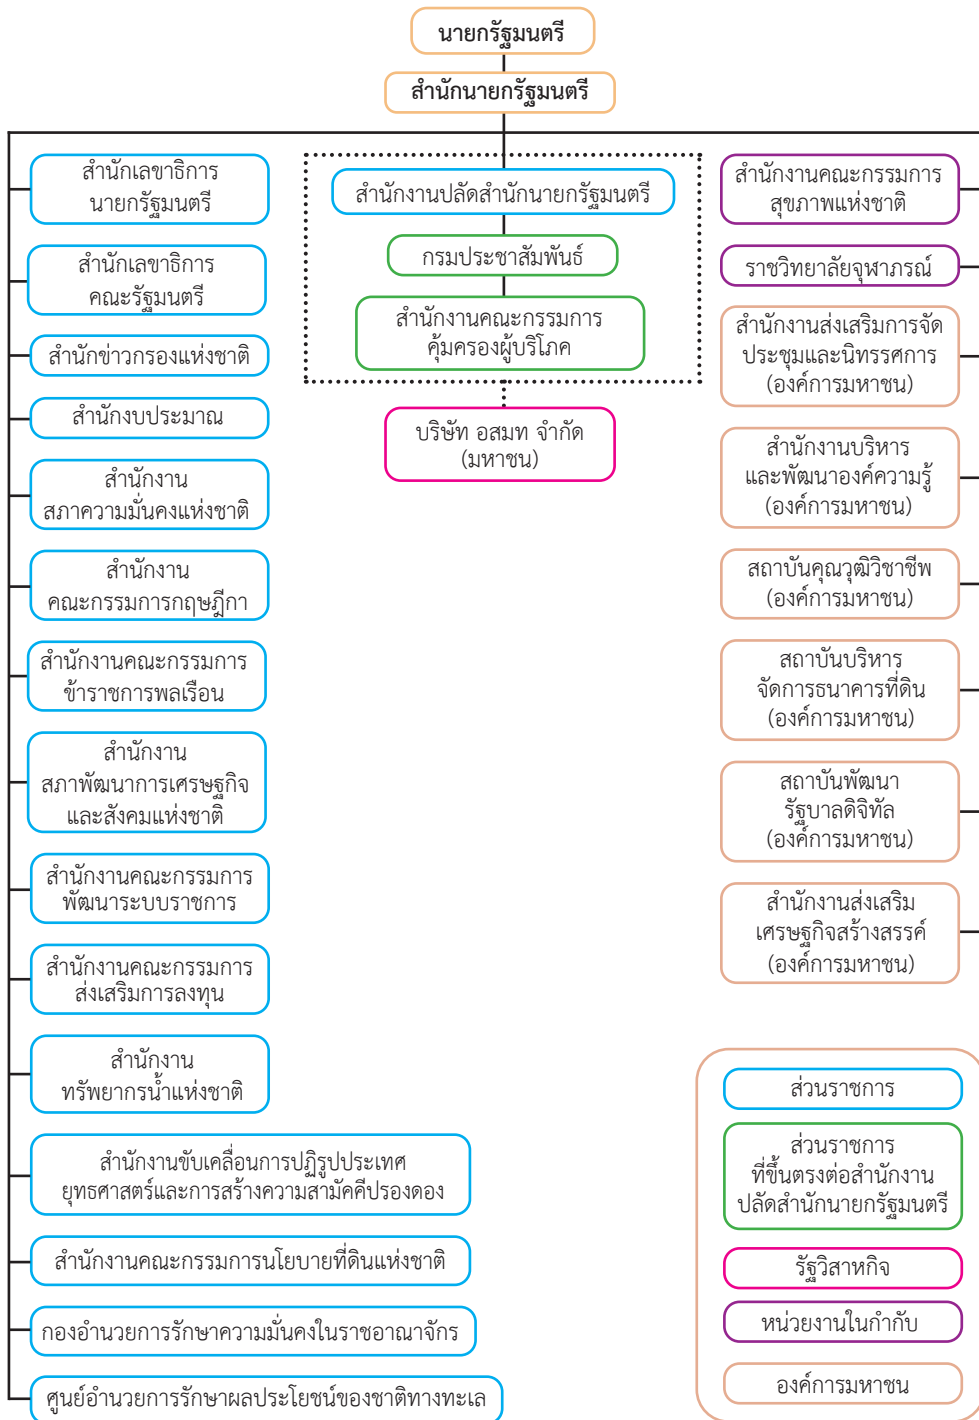 นายกรัฐมนตรี
สำนักนายกรัฐมนตรี
สำนักเลขาธิการ
นายกรัฐมนตรี
สำนักเลขาธิการ
คณะรัฐมนตรี
สำนักข่าวกรองแห่งชาติ
สำนักงบประมาณ
สำนักงาน
สภาความมั่นคงแห่งชาติ
สำนักงาน
คณะกรรมการกฤษฎีกา
สำนักงานคณะกรรมการ
ข้าราชการพลเรือน
สำนักงาน
สภาพัฒนาการเศรษฐกิจ
และสังคมแห่งชาติ
สำนักงานคณะกรรมการ
พัฒนาระบบราชการ
สำนักงานคณะกรรมการ
ส่งเสริมการลงทุน
สำนักงาน
ทรัพยากรน้ำแห่งชาติ
สำนักงานขับเคลื่อนการปฏิรูปประเทศ
ยุทธศาสตร์และการสร้างความสามัคคีปรองดอง
สำนักงานคณะกรรมการนโยบายที่ดินแห่งชาติ
กองอำนวยการรักษาความมั่นคงในราชอาณาจักร
ศูนย์อำนวยการรักษาผลประโยชน์ของชาติทางทะเล
สำนักงานปลัดสำนักนายกรัฐมนตรี
กรมประชาสัมพันธ์
สำนักงานคณะกรรมการ
คุ้มครองผู้บริโภค
บริษัท อสมท จำกัด
(มหาชน)
สำนักงานคณะกรรมการ
สุขภาพแห่งชาติ
ราชวิทยาลัยจุฬาภรณ์
สำนักงานส่งเสริมการจัด
ประชุมและนิทรรศการ
(องค์การมหาชน)
สำนักงานบริหาร
และพัฒนาองค์ความรู้
(องค์การมหาชน)
สถาบันคุณวุฒิวิชาชีพ
(องค์การมหาชน)
สถาบันบริหาร
จัดการธนาคารที่ดิน
(องค์การมหาชน)
สถาบันพัฒนา
รัฐบาลดิจิทัล
(องค์การมหาชน)
สำนักงานส่งเสริม
เศรษฐกิจสร้างสรรค์
(องค์การมหาชน)
ส่วนราชการ
ส่วนราชการ
ที่ขึ้นตรงต่อสำนักงาน
ปลัดสำนักนายกรัฐมนตรี
รัฐวิสาหกิจ
หน่วยงานในกำกับ
องค์การมหาชน